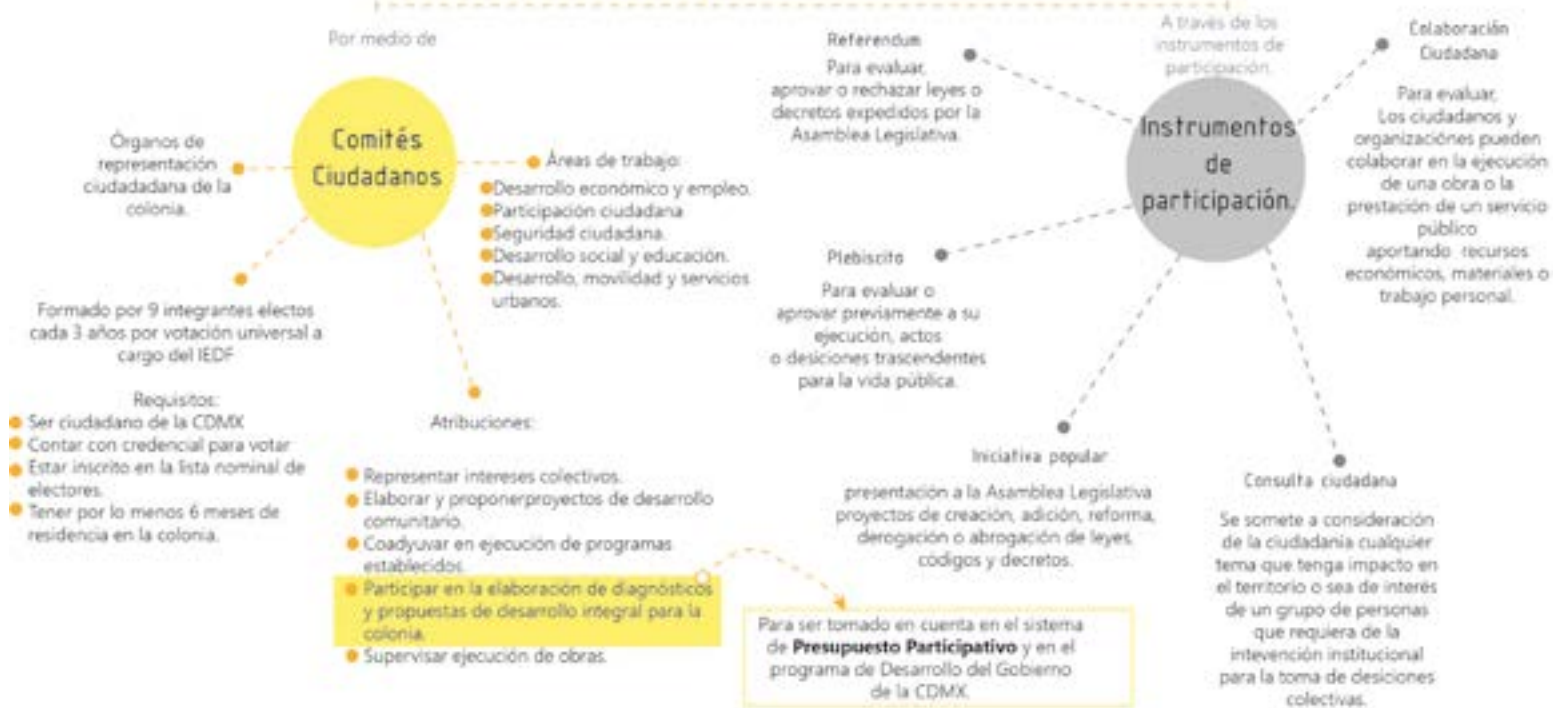 Por medio de
Comités
Ciudadanos
Órganos de
representación
ciudadadana de la
colonia.
Áreas de trabajo:
Desarrollo económico y empleo.
Participación ciudadana
Seguridad ciudadana.
Desarrollo social y educación.
Desarrollo, movilidad y servicios
urbanos.
Formado por 9 integrantes electos
cada 3 años por votación universal a
cargo del IEDF
Requisitos:
Ser ciudadano de la CDMX
Contar con credencial para votar
Estar inscrito en la lista nominal de
electores.
Tener por lo menos 6 meses de
residencia en la colonia.
Atribuciones:
Representar intereses colectivos.
Elaborar y proponerproyectos de desarrollo
comunitario.
Coadyuvar en ejecución de programas
establecidos.
Participar en la elaboración de diagnósticos
y propuestas de desarrollo integral para la
colonia.
Supervisar ejecución de obras.
Para ser tomado en cuenta en el sistema
de Presupuesto Participativo y en el
programa de Desarrollo del Gobierno
de la CDMX.
A través de los
instrumentos de
participación.
Instrumentos
de
participación.
Referendum
Para evaluar,
aprovar o rechazar leyes o
decretos expedidos por la
Asamblea Legislativa.
Plebiscito
Para evaluar o
aprovar previamente a su
ejecución, actos
o desiciones trascendentes
para la vida pública.
Iniciativa popular
presentación a la Asamblea Legislativa
proyectos de creación, adición, reforma,
derogación o abrogación de leyes,
códigos y decretos.
Consulta ciudadana
Se somete a consideración
de la ciudadanía cualquier
tema que tenga impacto en
el territorio o sea de interés
de un grupo de personas
que requiera de la
intevención institucional
para la toma de desiciones
colectivas.
Colaboración
Ciudadana
Para evaluar,
Los ciudadanos y
organizaciónes pueden
colaborar en la ejecución
de una obra o la
prestación de un servicio
público
aportando recursos
económicos, materiales o
trabajo personal.